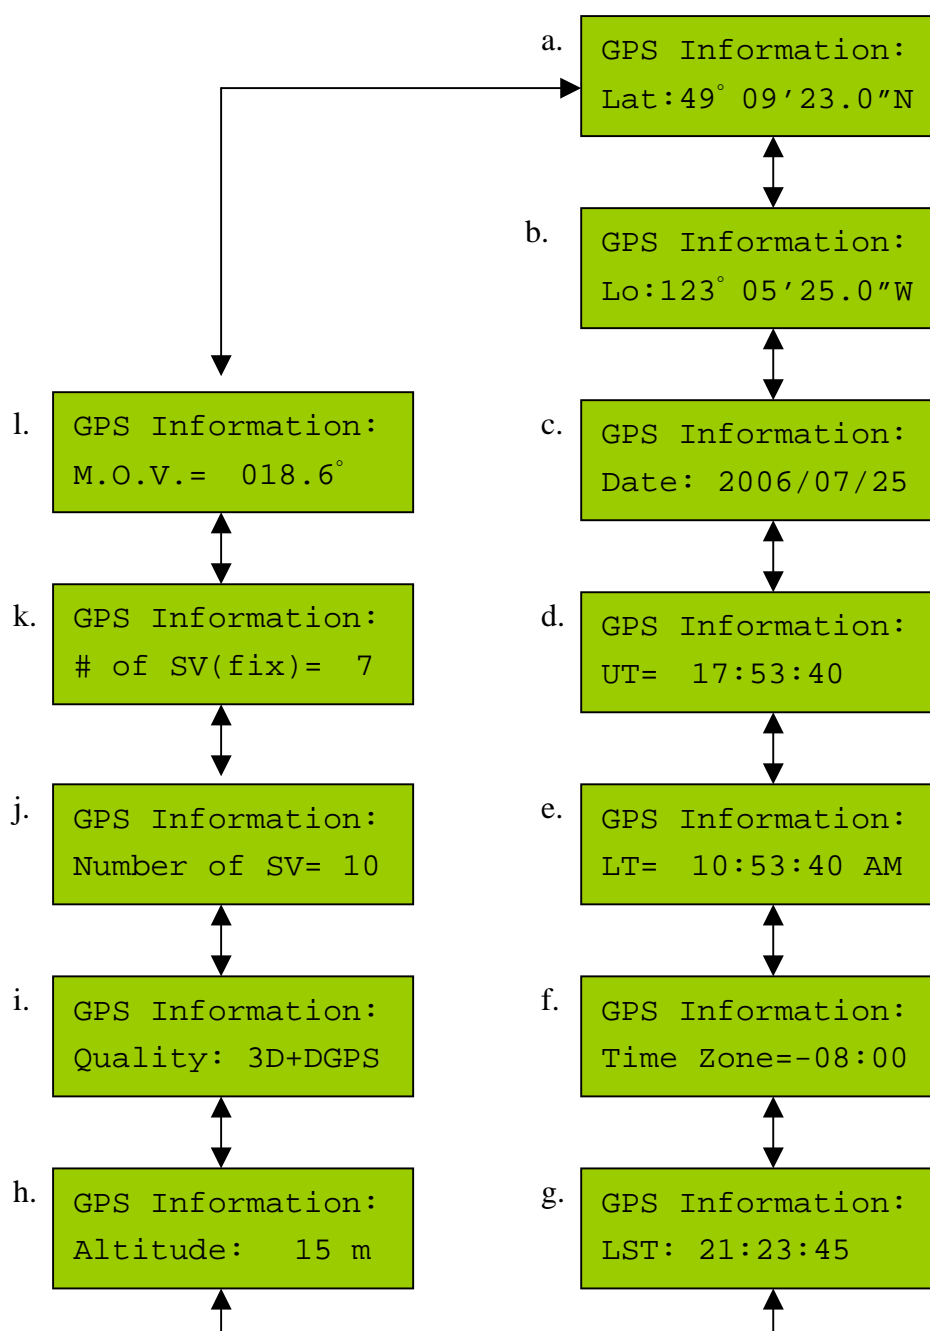 a.
GPS Information:
Lat:49° 09′23.0″N
b.
GPS Information:
Lo:123° 05′25.0″W
c.
GPS Information:
Date: 2006/07/25
d.
GPS Information:
UT=  17:53:40
e.
GPS Information:
LT=  10:53:40 AM
f.
GPS Information:
Time Zone=-08:00
g.
GPS Information:
LST: 21:23:45
h.
GPS Information:
Altitude:  15 m
i.
GPS Information:
Quality: 3D+DGPS
j.
GPS Information:
Number of SV= 10
k.
GPS Information:
# of SV(fix)=  7
l.
GPS Information:
M.O.V.=  018.6°